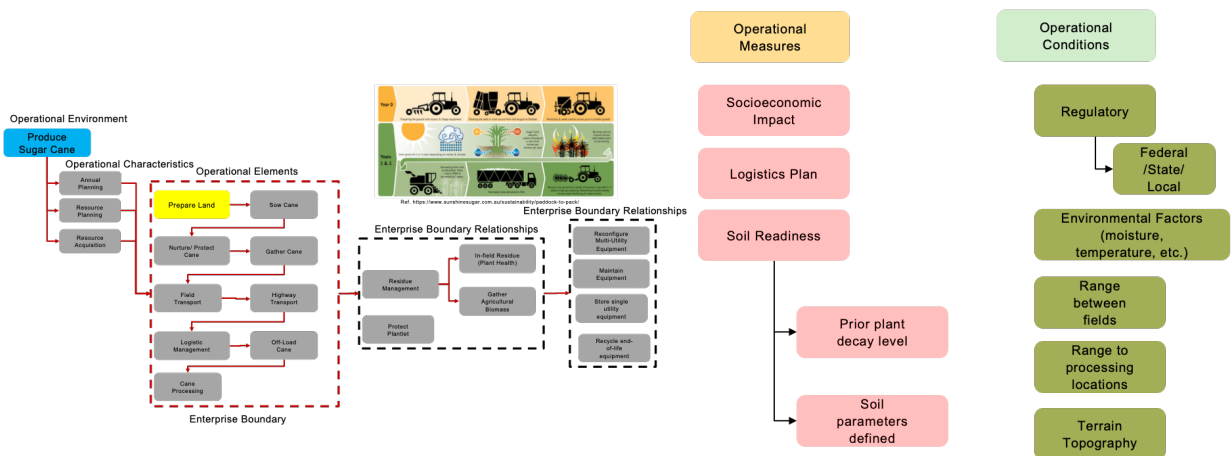 Operational Environment
Produce
Sugar Cane
Operational Characteristics
Annual
Planning
Resource
Planning
Resource
Acquisition
Operational Elements
Prepare Land
Sow Cane
Nurture/ Protect
Cane
Gather Cane
Field
Transport
Highway
Transport
Logistic
Management
Off-Load
Cane
Cane
Processing
Enterprise Boundary
Year 0
Years
1 & 2
Ref. https://www.sunshinesugar.com.au/sustainability/paddock-to-pack/
Enterprise Boundary Relationships
Residue
Management
In-field Residue
(Plant Health)
Gather
Agricultural
Biomass
Protect
Plantlet
Enterprise Boundary Relationships
Reconfigure
Multi-Utility
Equipment
Maintain
Equipment
Store single
utility
equipment
Recycle end-
of-life
equipment
Operational
Measures
Socioeconomic
Impact
Logistics Plan
Soil Readiness
Prior plant
decay level
Soil
parameters
defined
Operational
Conditions
Regulatory
Federal
/State/
Local
Environmental Factors
(moisture,
temperature, etc.)
Range
between
fields
Range to
processing
locations
Terrain
Topography